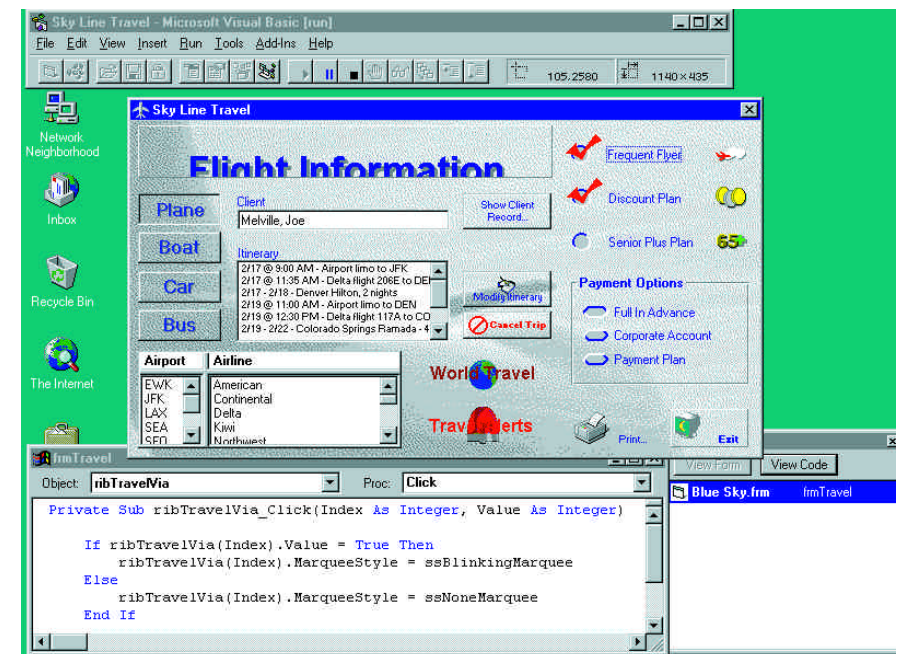 Sky Line Travel - Microsoft Visual Basic [run]
File Edit View Insert Run Tools Add-Ins Help
105,2580 1140×435
Network
Neighborhood
Inbox
Recycle Bin
The Internet
Sky Line Travel
Flight Information
Plane
Boat
Car
Bus
Client
Melville, Joe
Show Client
Record...
Itinerary
2/17 @ 9:00 AM - Airport limo to JFK
2/17 @ 11:35 AM - Delta flight 206E to DEN
2/17 - 2/18 - Denver Hilton, 2 nights
2/19 @ 11:00 AM - Airport limo to DEN
2/19 @ 12:30 PM - Delta flight 117A to CO
2/19 - 2/22 - Colorado Springs Ramada - 4
Modify Itinerary
Cancel Trip
Frequent Flyer
Discount Plan
Senior Plus Plan
65+
Payment Options
Full In Advance
Corporate Account
Payment Plan
Airport Airline
EWK
JFK
LAX
SEA
SFO
American
Continental
Delta
Kiwi
Northwest
World Travel
Travel Alerts
Print...
Exit
frmTravel
Object: ribTravelVia Proc: Click
Private Sub ribTravelVia_Click(Index As Integer, Value As Integer)
If ribTravelVia(Index).Value = True Then
ribTravelVia(Index).MarqueeStyle = ssBlinkingMarquee
Else
ribTravelVia(Index).MarqueeStyle = ssNoneMarquee
End If
View Form View Code
Blue Sky.frm frmTravel